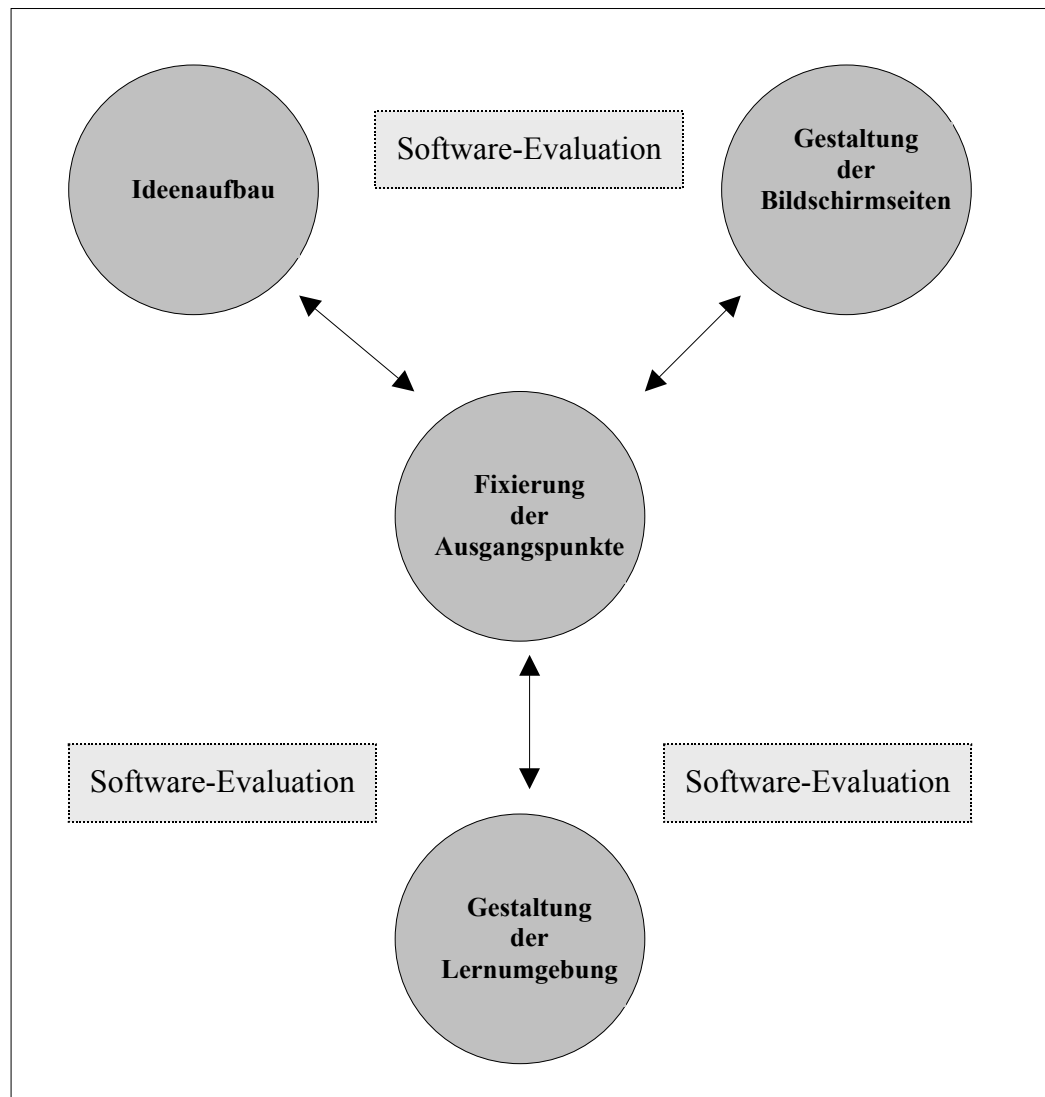 Ideenaufbau
Software-Evaluation
Gestaltung
der
Bildschirmseiten
Fixierung
der
Ausgangspunkte
Software-Evaluation
Software-Evaluation
Gestaltung
der
Lernumgebung